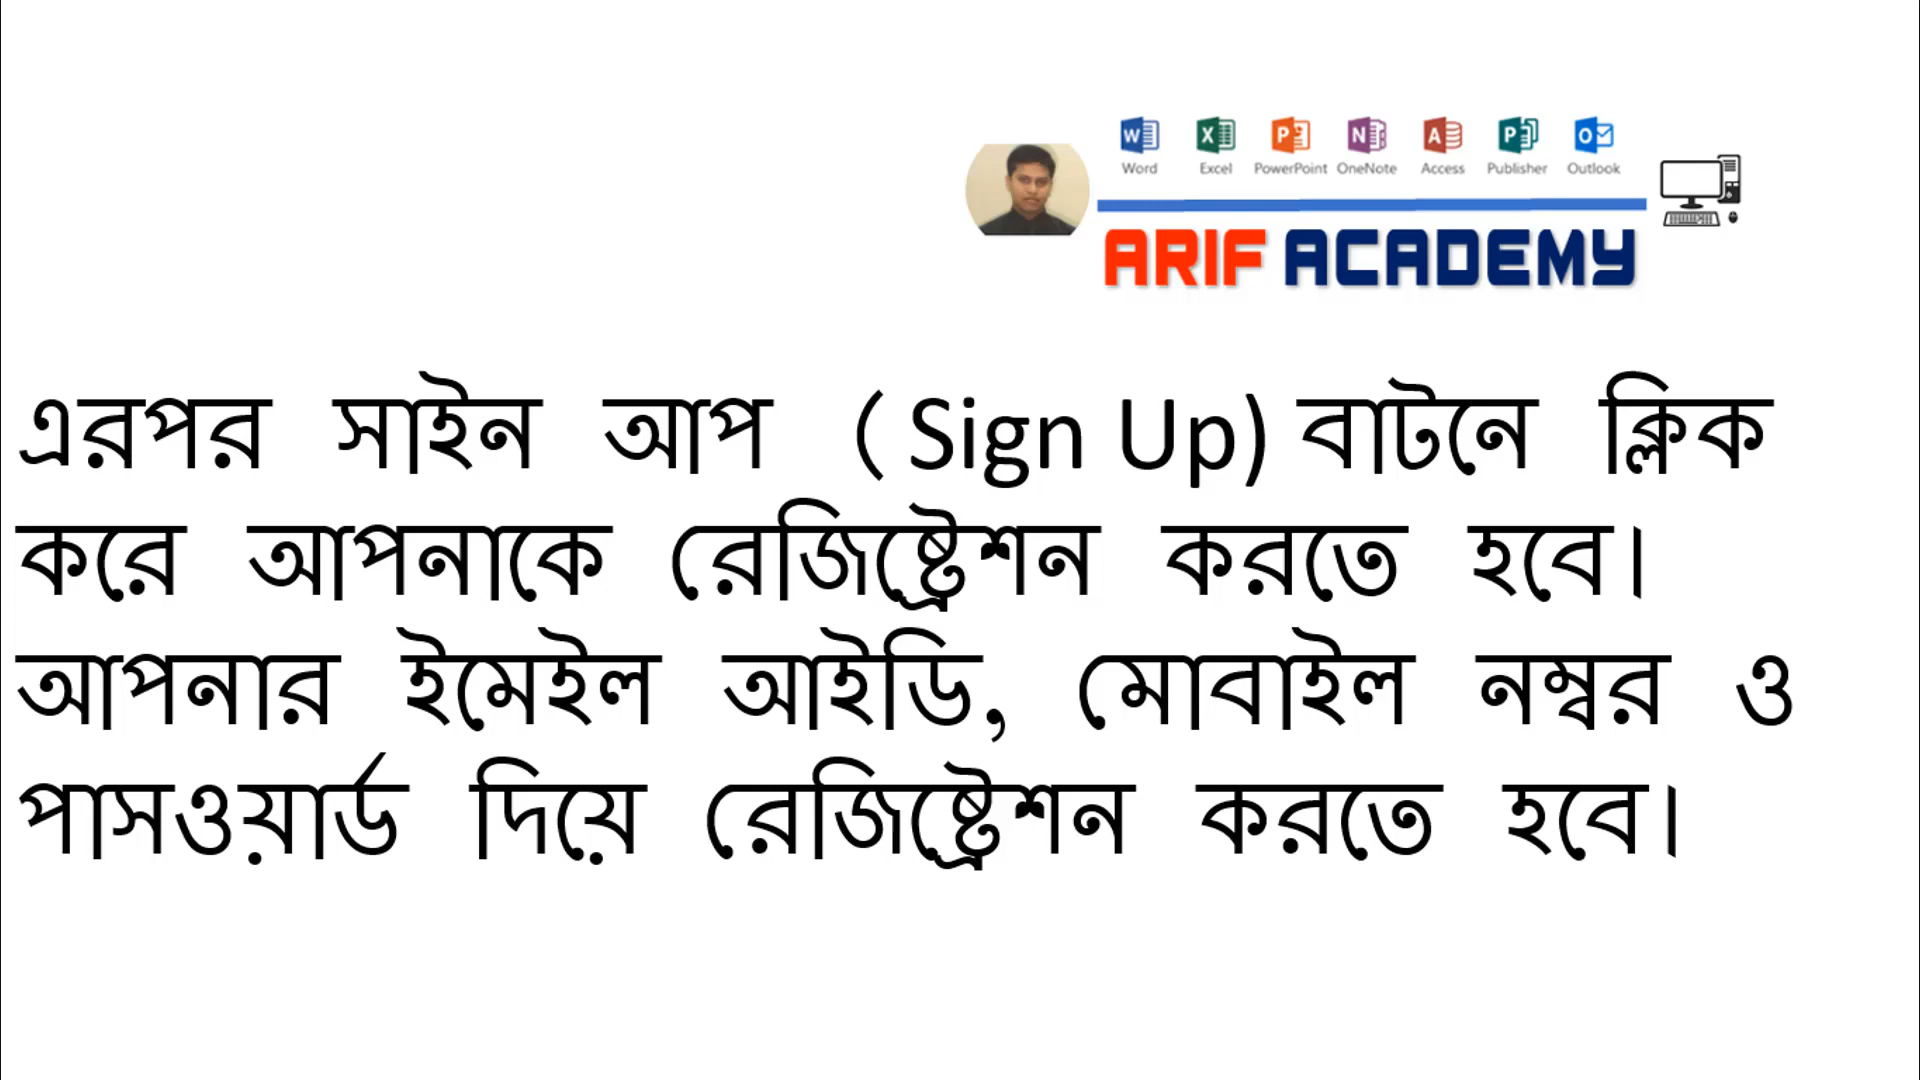 Word Excel PowerPoint OneNote Access Publisher Outlook
ARIF ACADEMY
এরপর সাইন আপ ( Sign Up) বাটনে ক্লিক
করে আপনাকে রেজিষ্ট্রেশন করতে হবে।
আপনার ইমেইল আইডি, মোবাইল নম্বর ও
পাসওয়ার্ড দিয়ে রেজিষ্ট্রেশন করতে হবে।